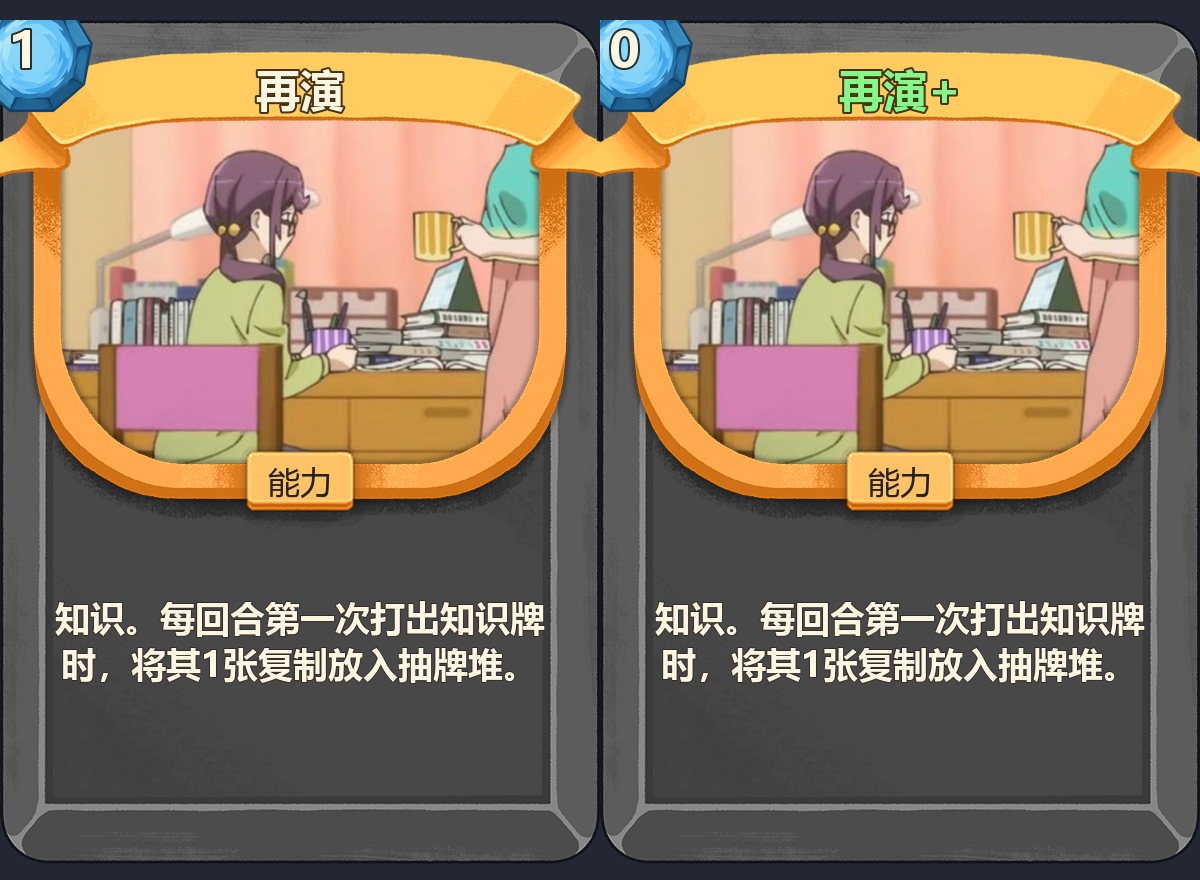 1
再演
能力
知识。每回合第一次打出知识牌
时，将其1张复制放入抽牌堆。
0
再演+
能力
知识。每回合第一次打出知识牌
时，将其1张复制放入抽牌堆。